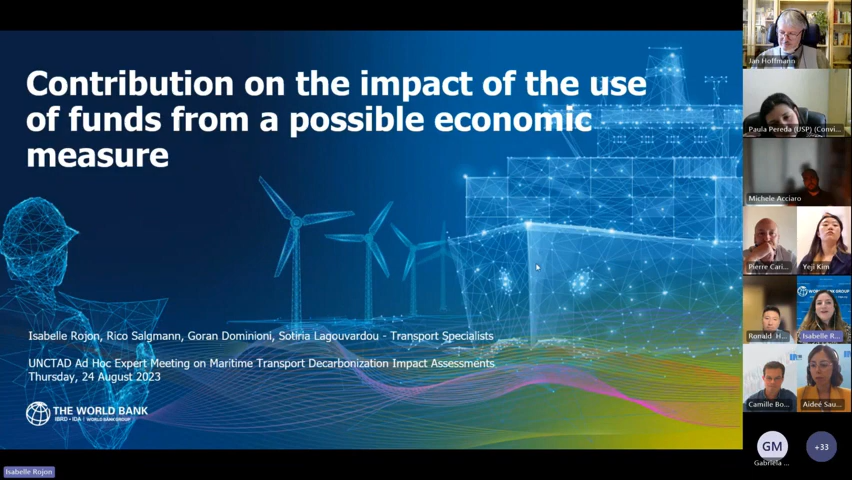 Contribution on the impact of the use
of funds from a possible economic
measure
Isabelle Rojon, Rico Salgmann, Goran Dominioni, Sotiria Lagouvardou - Transport Specialists
UNCTAD Ad Hoc Expert Meeting on Maritime Transport Decarbonization Impact Assessments
Thursday, 24 August 2023
THE WORLD BANK
IBRD • IDA | WORLD BANK GROUP
Isabelle Rojon
Jan Hoffmann
Paula Pereda (USP) (Convi...
Michele Acciaro
Pierre Cari...
Yeji Kim
WORLD BANK GROUP
Ronald H...
Isabelle R...
Camille Bo...
Aideé Sau...
GM
+33
Gabriela ...